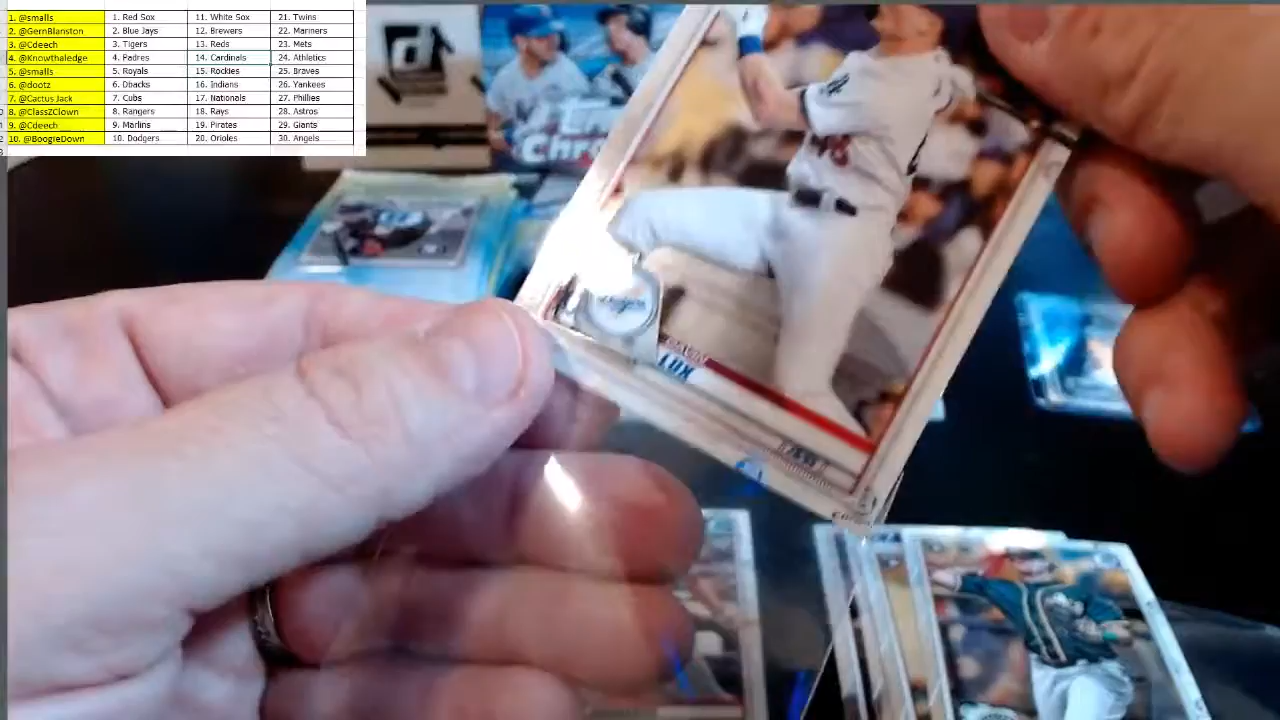 1. @smalls 1. Red Sox 11. White Sox 21. Twins
2. @GernBlanston 2. Blue Jays 12. Brewers 22. Mariners
3. @Cdeech 3. Tigers 13. Reds 23. Mets
4. @Knowthaledge 4. Padres 14. Cardinals 24. Athletics
5. @smalls 5. Royals 15. Rockies 25. Braves
6. @dootz 6. Dbacks 16. Indians 26. Yankees
7. @Cactus Jack 7. Cubs 17. Nationals 27. Phillies
8. @ClassZClown 8. Rangers 18. Rays 28. Astros
9. @Cdeech 9. Marlins 19. Pirates 29. Giants
10. @BoogieDown 10. Dodgers 20. Orioles 30. Angels
GAVIN
LUX